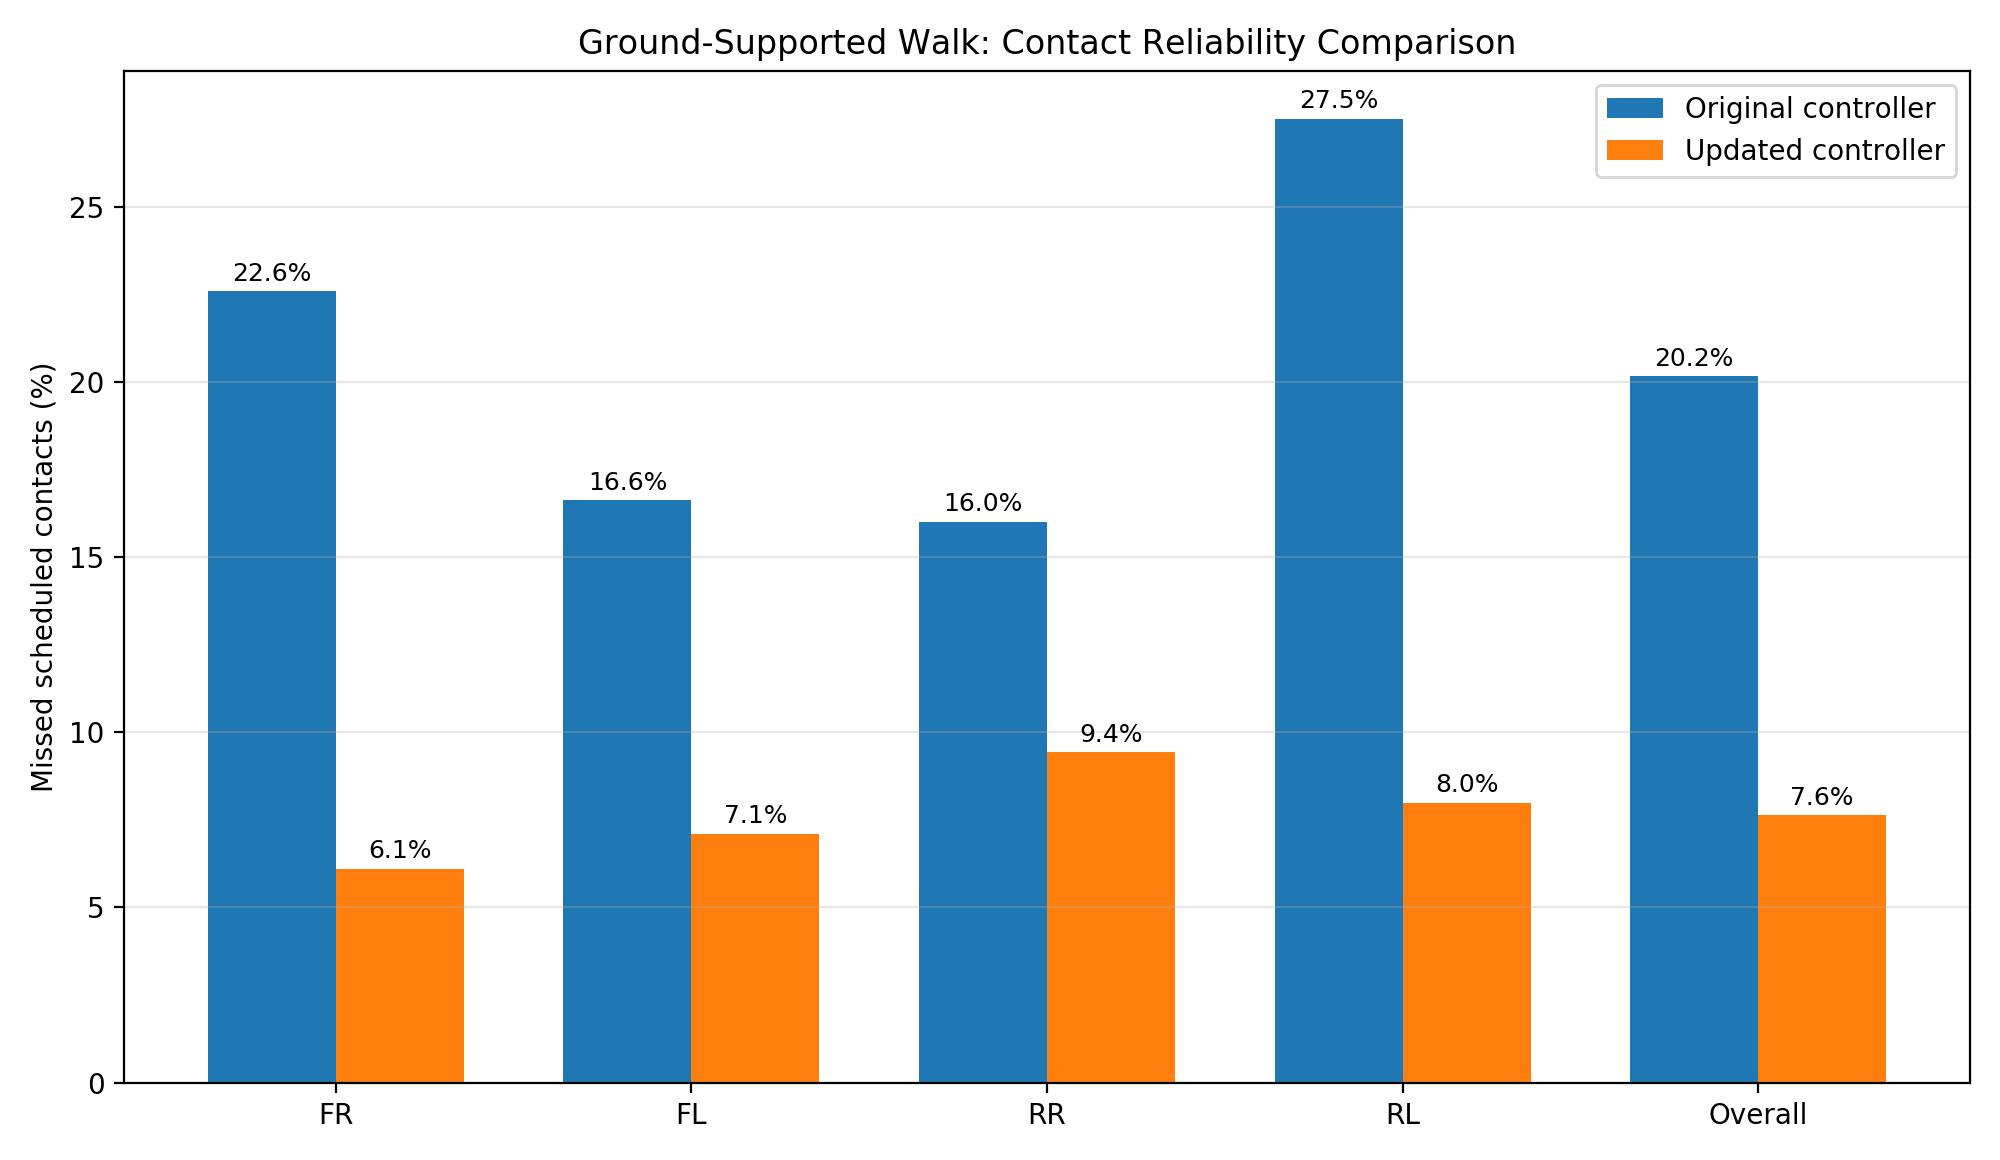 Ground-Supported Walk: Contact Reliability Comparison
Original controller
Updated controller
Missed scheduled contacts (%)
25
20
15
10
5
0
22.6%
6.1%
16.6%
7.1%
16.0%
9.4%
27.5%
8.0%
20.2%
7.6%
FR
FL
RR
RL
Overall